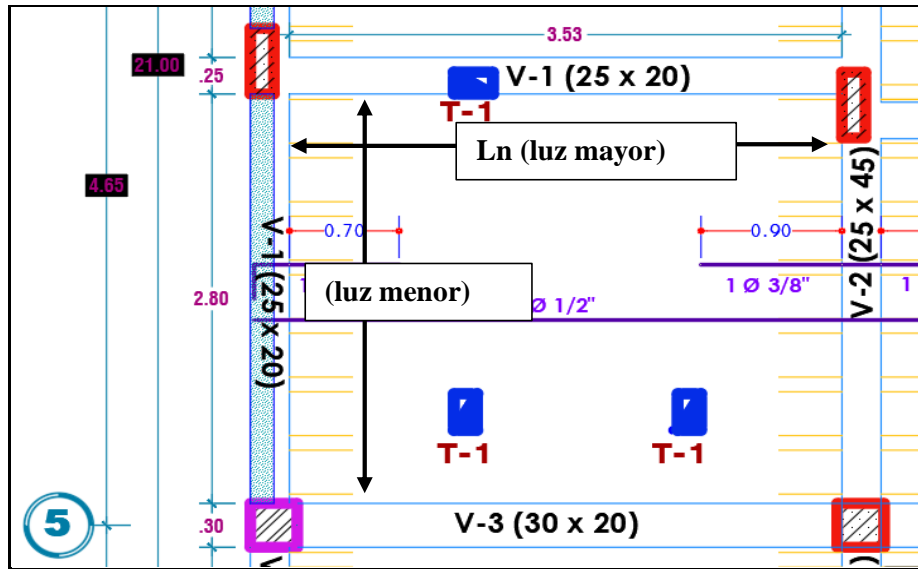 3.53
21.00
.25
V-1 (25 x 20)
T-1
Ln (luz mayor)
4.65
V-2 (25 x 45)
0.70
0.90
V-1 (25 x 20)
1
1 Ø 3/8"
1
2.80
(luz menor)
Ø 1/2"
T-1
T-1
5
.30
V-3 (30 x 20)
V
)